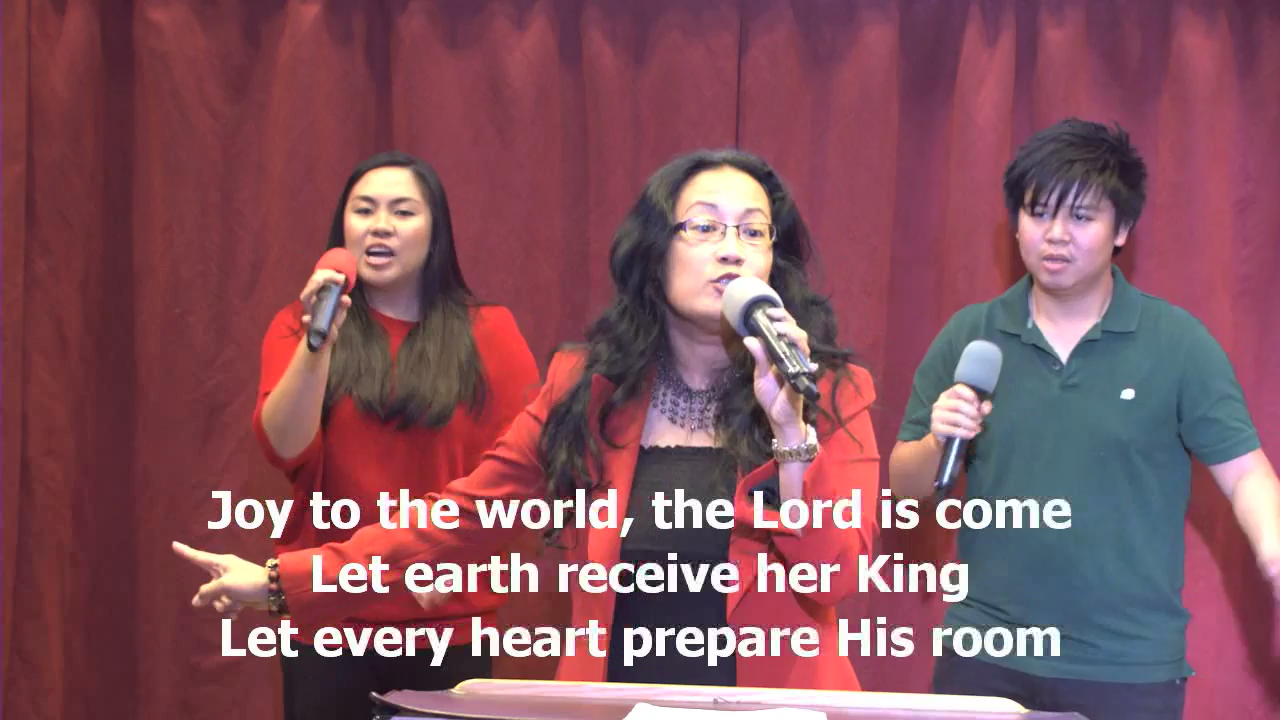 Joy to the world, the Lord is come
Let earth receive her King
Let every heart prepare His room